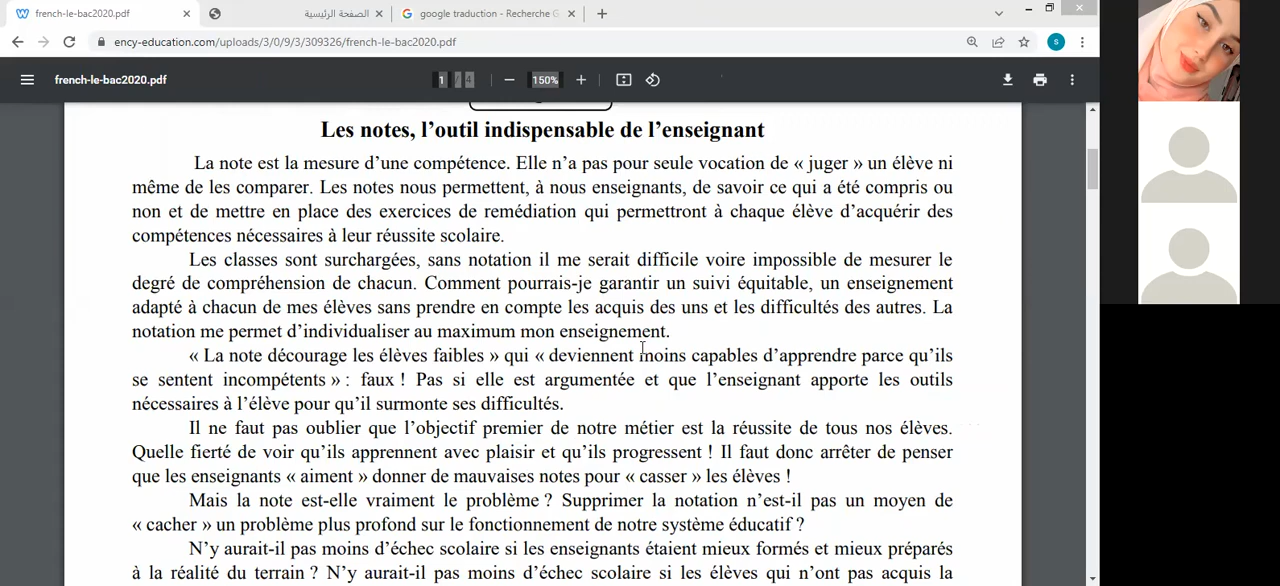 french-le-bac2020.pdf
الصفحة الرئيسية
google traduction - Recherche G
ency-education.com/uploads/3/0/9/3/309326/french-le-bac2020.pdf
s
french-le-bac2020.pdf
1 / 4
150%
Les notes, l’outil indispensable de l’enseignant
La note est la mesure d’une compétence. Elle n’a pas pour seule vocation de « juger » un élève ni
même de les comparer. Les notes nous permettent, à nous enseignants, de savoir ce qui a été compris ou
non et de mettre en place des exercices de remédiation qui permettront à chaque élève d’acquérir des
compétences nécessaires à leur réussite scolaire.
Les classes sont surchargées, sans notation il me serait difficile voire impossible de mesurer le
degré de compréhension de chacun. Comment pourrais-je garantir un suivi équitable, un enseignement
adapté à chacun de mes élèves sans prendre en compte les acquis des uns et les difficultés des autres. La
notation me permet d’individualiser au maximum mon enseignement.
« La note décourage les élèves faibles » qui « deviennent moins capables d’apprendre parce qu’ils
se sentent incompétents » : faux ! Pas si elle est argumentée et que l’enseignant apporte les outils
nécessaires à l’élève pour qu’il surmonte ses difficultés.
Il ne faut pas oublier que l’objectif premier de notre métier est la réussite de tous nos élèves.
Quelle fierté de voir qu’ils apprennent avec plaisir et qu’ils progressent ! Il faut donc arrêter de penser
que les enseignants « aiment » donner de mauvaises notes pour « casser » les élèves !
Mais la note est-elle vraiment le problème ? Supprimer la notation n’est-il pas un moyen de
« cacher » un problème plus profond sur le fonctionnement de notre système éducatif ?
N’y aurait-il pas moins d’échec scolaire si les enseignants étaient mieux formés et mieux préparés
à la réalité du terrain ? N’y aurait-il pas moins d’échec scolaire si les élèves qui n’ont pas acquis la